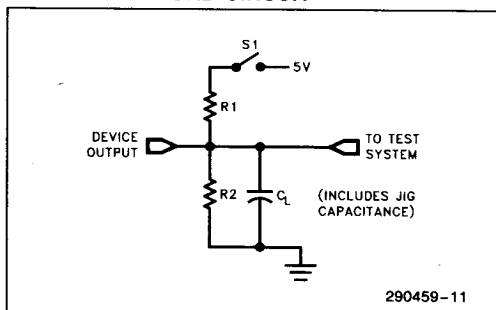 S1
5V
R1
DEVICE
OUTPUT
TO TEST
SYSTEM
R2
CL
(INCLUDES JIG
CAPACITANCE)
290459-11